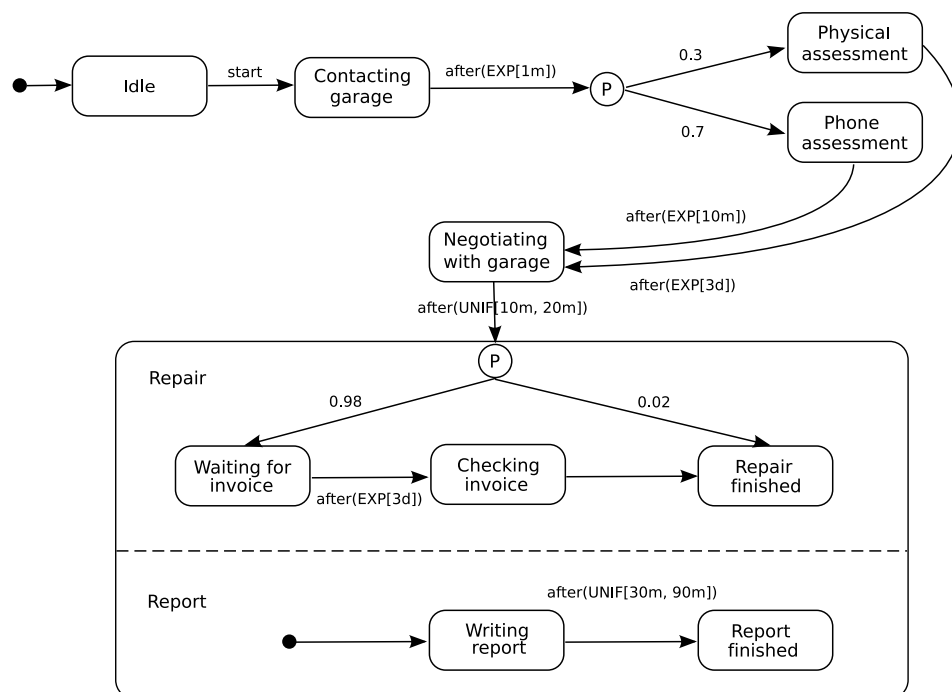 Idle
start
Contacting
garage
after(EXP[1m])
P
0.3
0.7
Physical
assessment
Phone
assessment
after(EXP[10m])
after(EXP[3d])
Negotiating
with garage
after(UNIF[10m, 20m])
Repair
P
0.98
0.02
Waiting for
invoice
after(EXP[3d])
Checking
invoice
Repair
finished
Report
Writing
report
after(UNIF[30m, 90m])
Report
finished